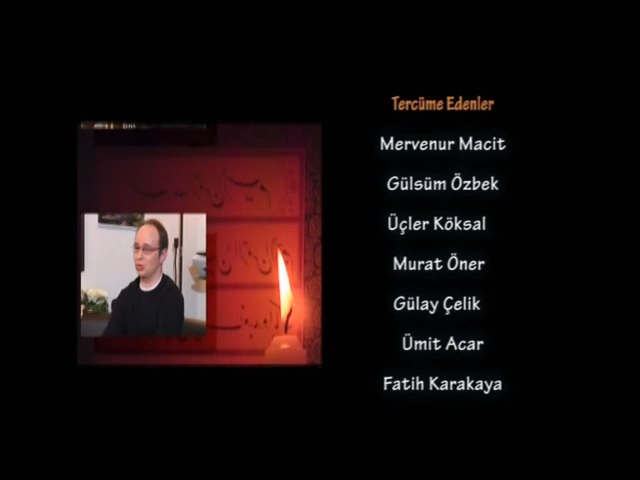 Tercüme Edenler
Mervenur Macit
Gülsüm Özbek
Üçler Köksal
Murat Öner
Gülay Çelik
Ümit Acar
Fatih Karakaya